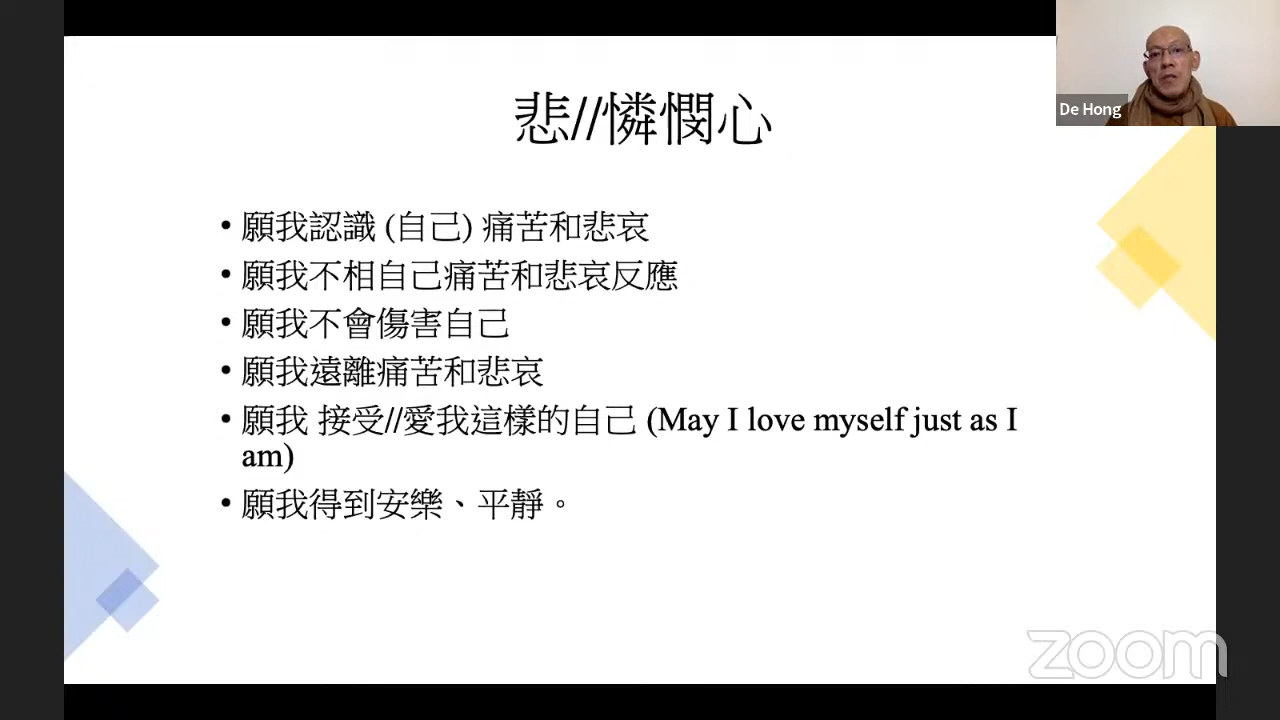 悲//憐憫心
De Hong
• 願我認識 (自己) 痛苦和悲哀
• 願我不相自己痛苦和悲哀反應
• 願我不會傷害自己
• 願我遠離痛苦和悲哀
• 願我 接受//愛我這樣的自己 (May I love myself just as I
am)
• 願我得到安樂、平靜。
zoom